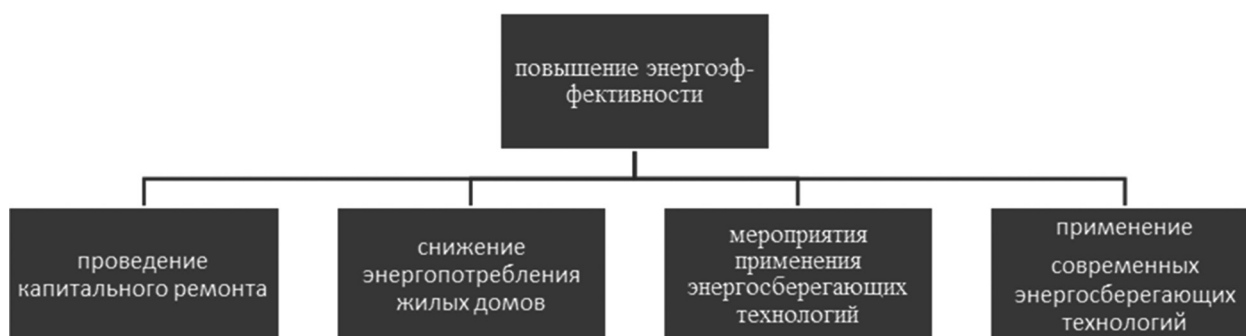 повышение энергоэф-
фективности
проведение
капитального ремонта
снижение
энергопотребления
жилых домов
мероприятия
применения
энергосберегающих
технологий
применение
современных
энергосберегающих
технологий